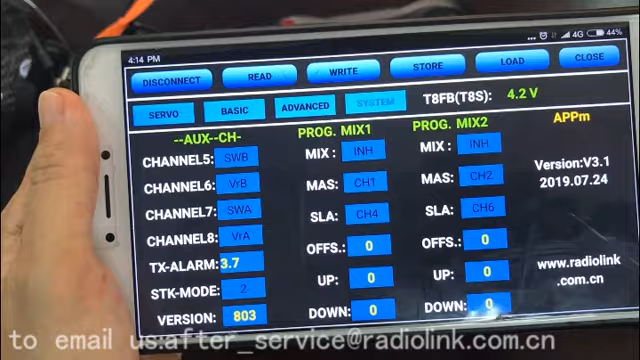 4:14 PM
4G 44%
DISCONNECT READ WRITE STORE LOAD CLOSE
SERVO BASIC ADVANCED SYSTEM T8FB(T8S): 4.2 V
--AUX--CH- PROG. MIX1 PROG. MIX2 APPm
CHANNEL5: SWB MIX : INH MIX : INH
CHANNEL6: VrB MAS: CH1 MAS: CH2 Version:V3.1
CHANNEL7: SWA SLA: CH4 SLA: CH6 2019.07.24
CHANNEL8: VrA OFFS.: 0 OFFS.: 0
TX-ALARM: 3.7 UP: 0 UP: 0 www.radiolink
STK-MODE: 2 DOWN: 0 DOWN: 0 .com.cn
VERSION: 803
to email us:after_service@radiolink.com.cn